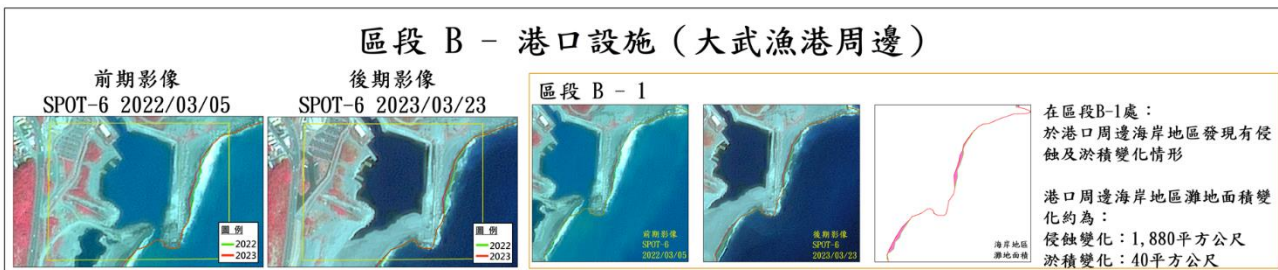 區段 B - 港口設施（大武漁港周邊）
前期影像
SPOT-6 2022/03/05
後期影像
SPOT-6 2023/03/23
圖 例
2022
2023
圖 例
2022
2023
區段 B - 1
前期影像
SPOT-6
2022/03/05
後期影像
SPOT-6
2023/03/23
海岸地區
灘地面積
在區段B-1處：
於港口周邊海岸地區發現有侵
蝕及淤積變化情形
港口周邊海岸地區灘地面積變
化約為：
侵蝕變化：1,880平方公尺
淤積變化：40平方公尺